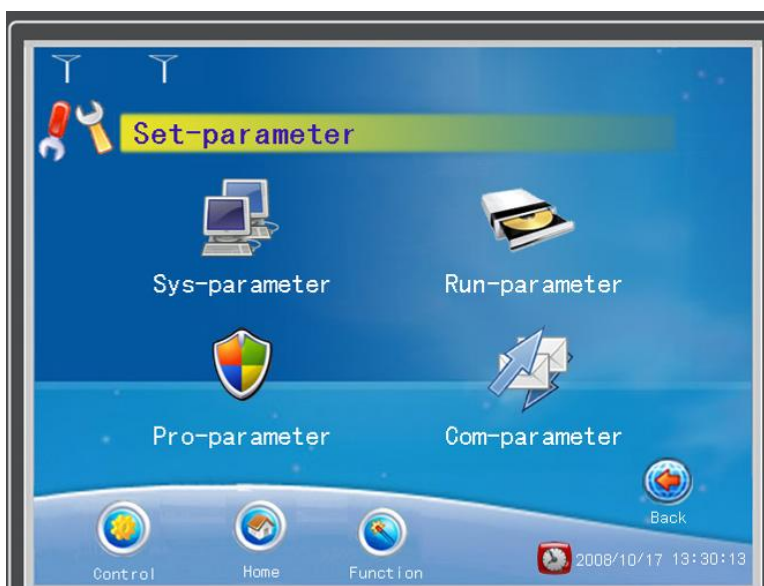 Set-parameter
Sys-parameter
Run-parameter
Pro-parameter
Com-parameter
Back
Control
Home
Function
2008/10/17 13:30:13